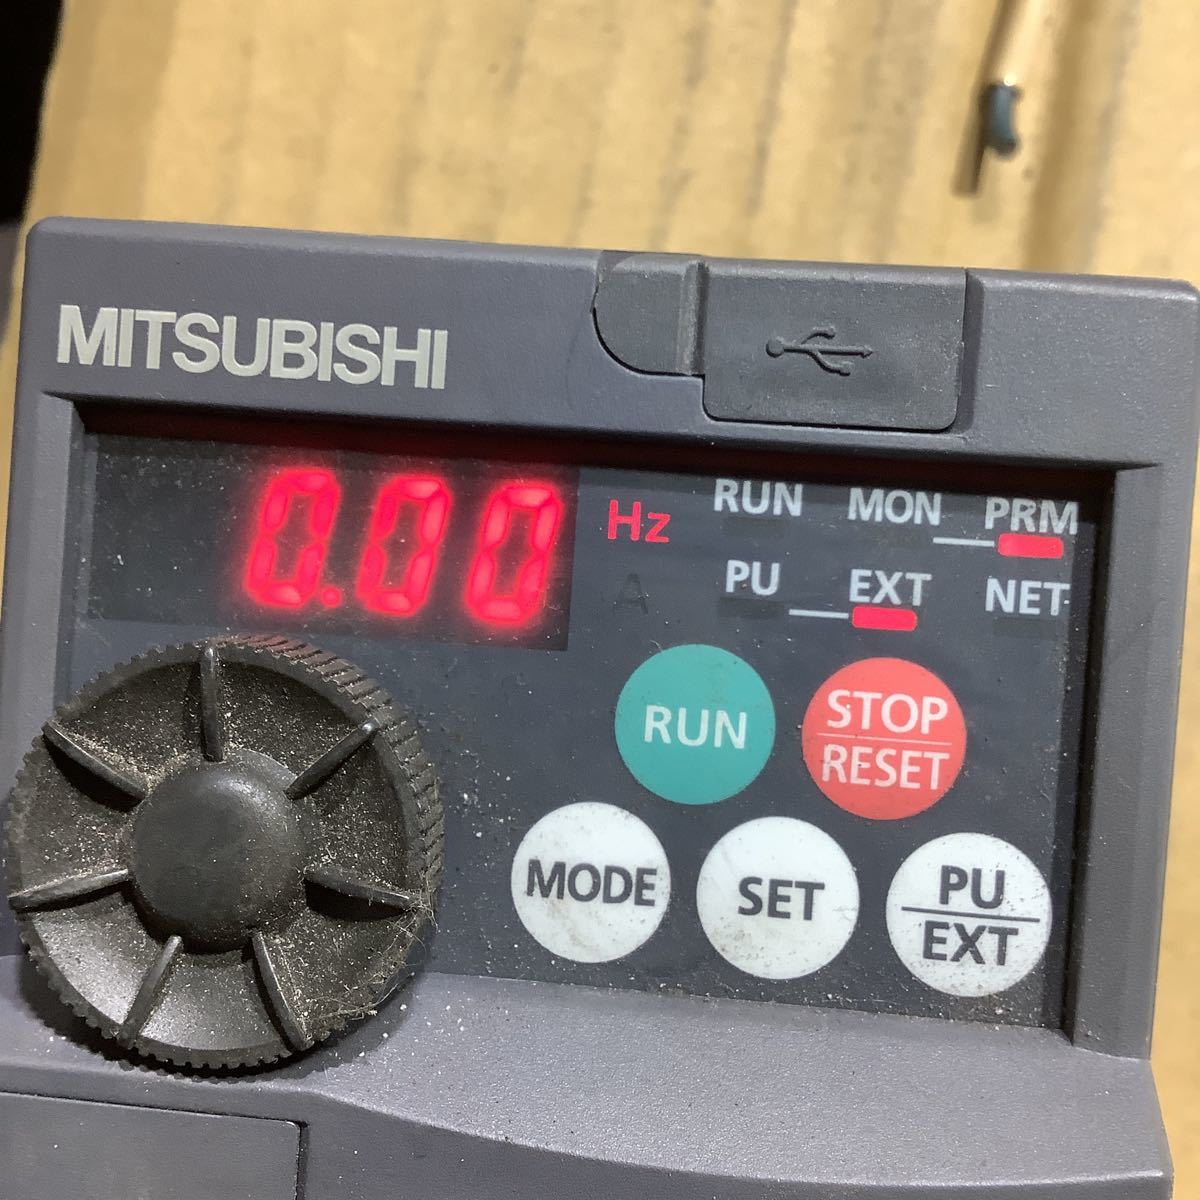 MITSUBISHI
0.00 Hz
A
RUN MON PRM
PU EXT NET
RUN
STOP
RESET
MODE
SET
PU
EXT